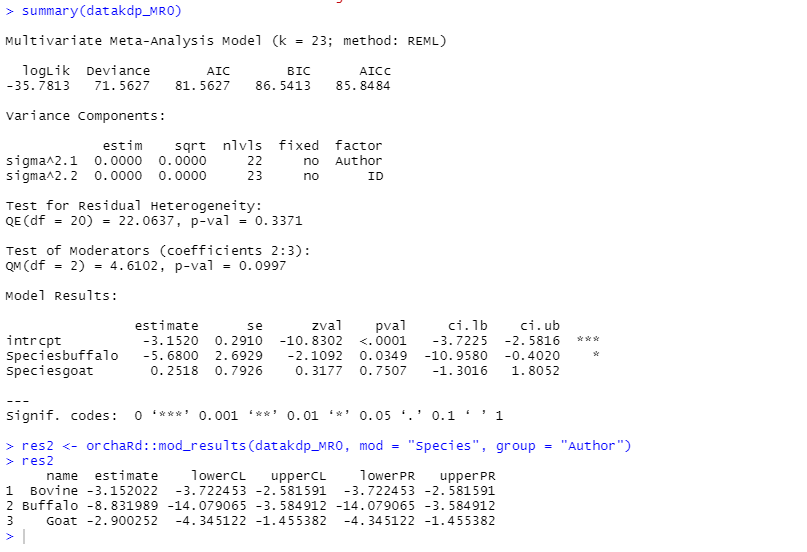 > summary(datakdp_MR0)
Multivariate Meta-Analysis Model (k = 23; method: REML)
logLik Deviance AIC BIC AICc
-35.7813 71.5627 81.5627 86.5413 85.8484
Variance Components:
estim sqrt nlvls fixed factor
sigma^2.1 0.0000 0.0000 22 no Author
sigma^2.2 0.0000 0.0000 23 no ID
Test for Residual Heterogeneity:
QE(df = 20) = 22.0637, p-val = 0.3371
Test of Moderators (coefficients 2:3):
QM(df = 2) = 4.6102, p-val = 0.0997
Model Results:
estimate se zval pval ci.lb ci.ub
intrcpt -3.1520 0.2910 -10.8302 <.0001 -3.7225 -2.5816 ***
Speciesbuffalo -5.6800 2.6929 -2.1092 0.0349 -10.9580 -0.4020 *
Speciesgoat 0.2518 0.7926 0.3177 0.7507 -1.3016 1.8052
---
Signif. codes: 0 ‘***’ 0.001 ‘**’ 0.01 ‘*’ 0.05 ‘.’ 0.1 ‘ ’ 1
> res2 <- orchaRd::mod_results(datakdp_MR0, mod = "Species", group = "Author")
> res2
name estimate lowerCL upperCL lowerPR upperPR
1 Bovine -3.152022 -3.722453 -2.581591 -3.722453 -2.581591
2 Buffalo -8.831989 -14.079065 -3.584912 -14.079065 -3.584912
3 Goat -2.900252 -4.345122 -1.455382 -4.345122 -1.455382
>